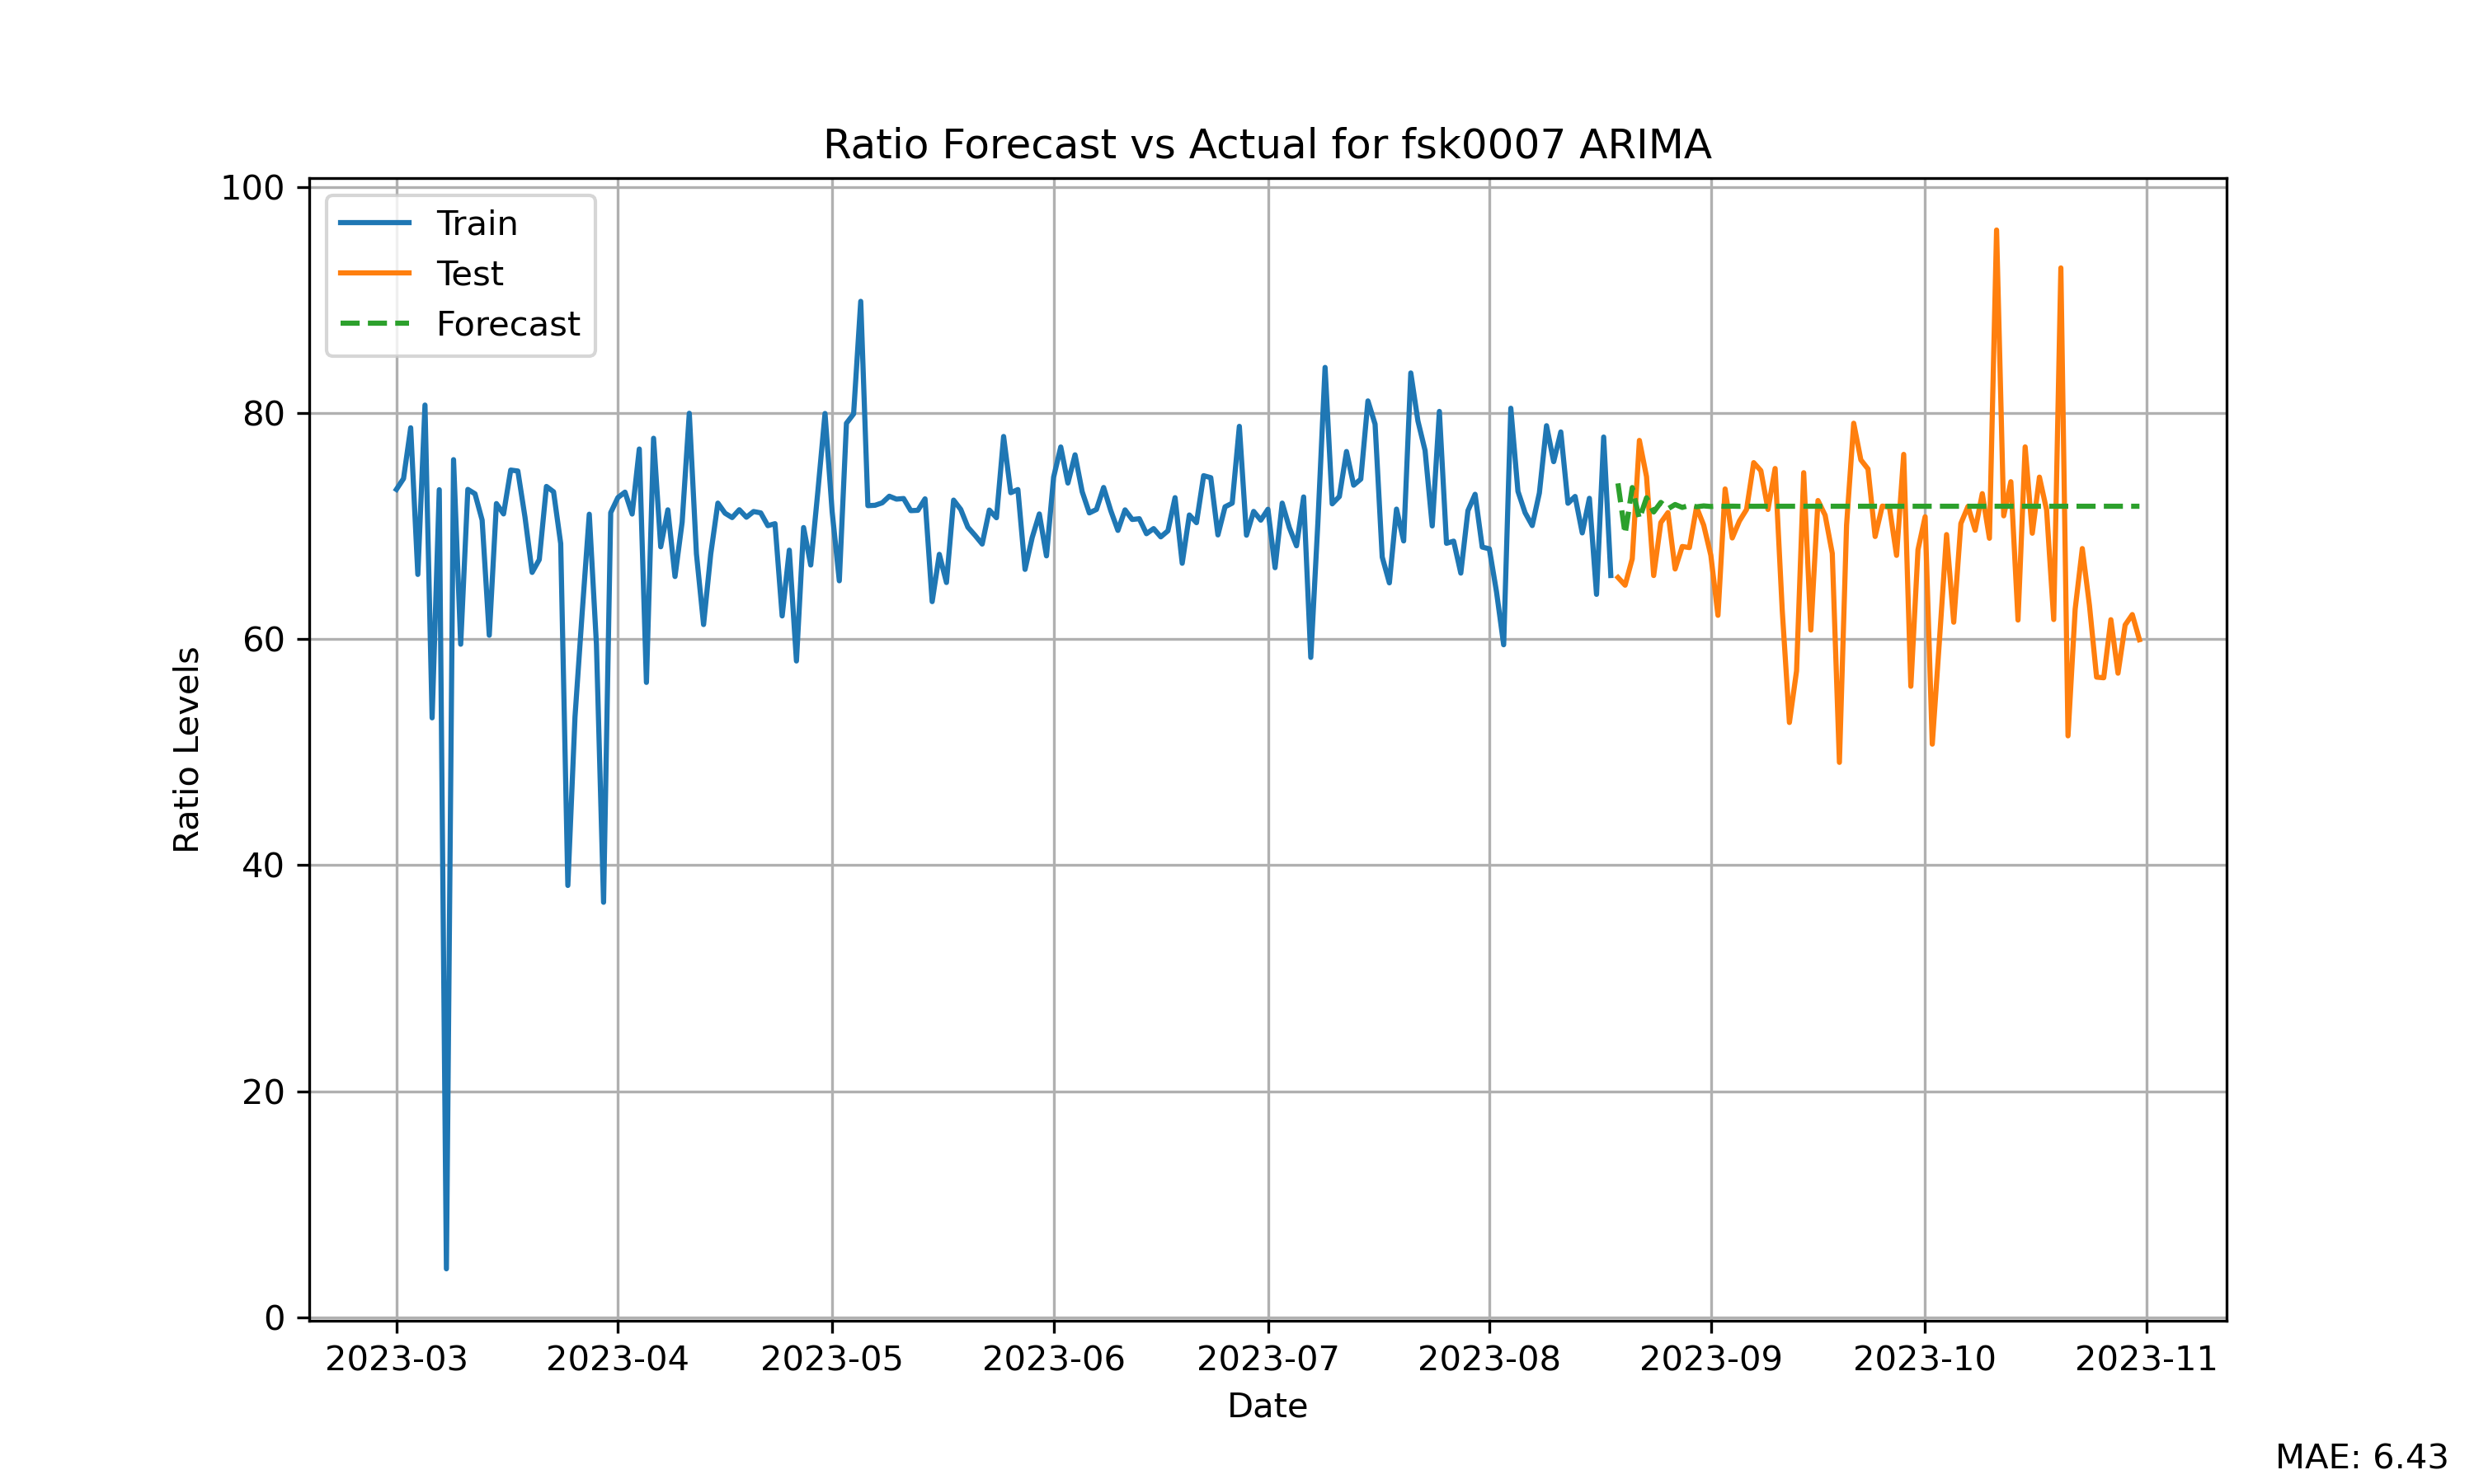 Ratio Forecast vs Actual for fsk0007 ARIMA
Train
Test
Forecast
Ratio Levels
100
80
60
40
20
0
2023-03 2023-04 2023-05 2023-06 2023-07 2023-08 2023-09 2023-10 2023-11
Date
MAE: 6.43